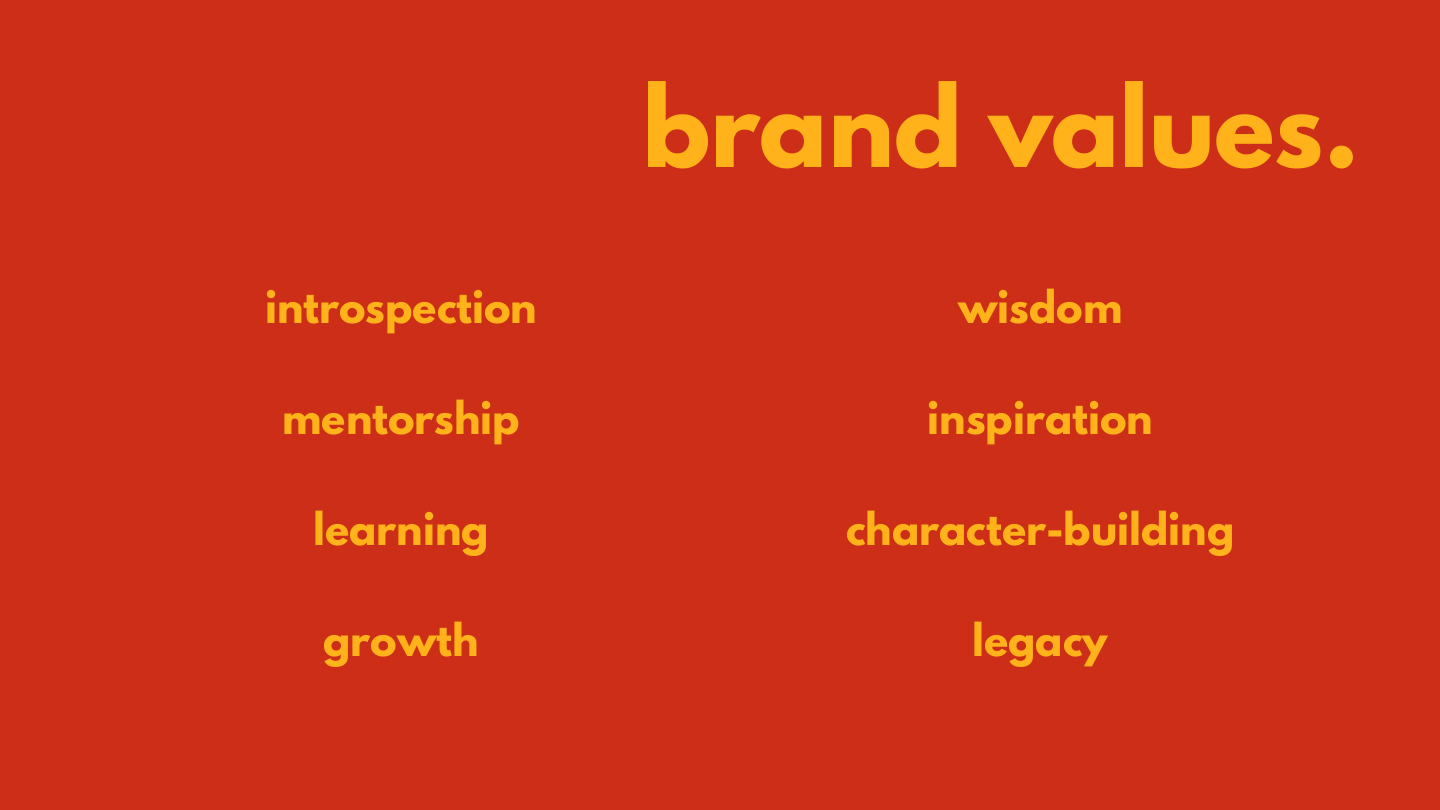 brand values.
introspection
mentorship
learning
growth
wisdom
inspiration
character-building
legacy